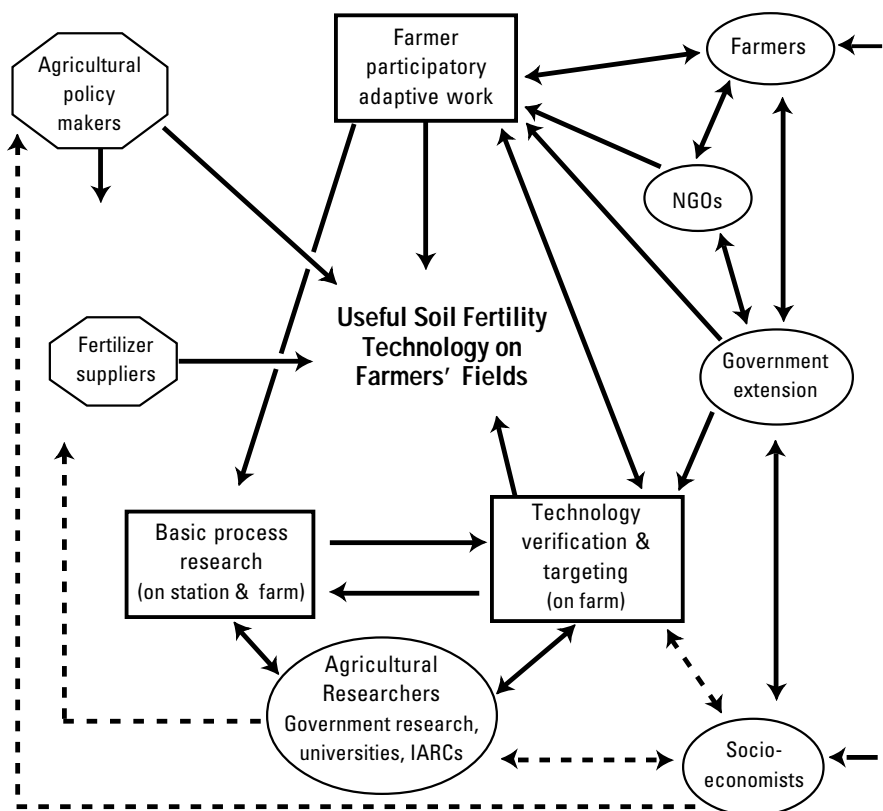 Agricultural
policy
makers
Farmer
participatory
adaptive work
Farmers
NGOs
Useful Soil Fertility
Technology on
Farmers' Fields
Fertilizer
suppliers
Government
extension
Basic process
research
(on station & farm)
Technology
verification &
targeting
(on farm)
Agricultural
Researchers
Government research,
universities, IARCs
Socio-
economists